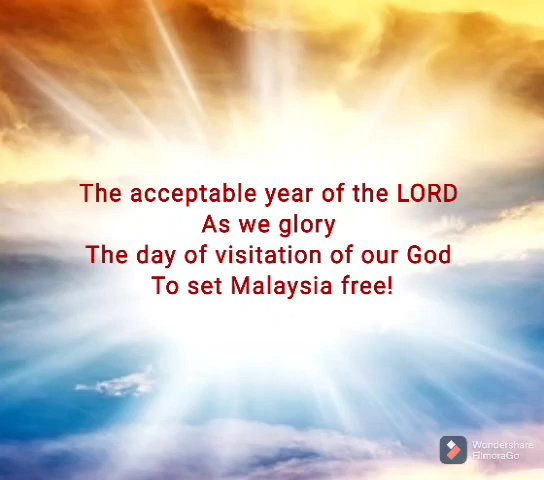 The acceptable year of the LORD
As we glory
The day of visitation of our God
To set Malaysia free!
Wondershare
FilmoraGo